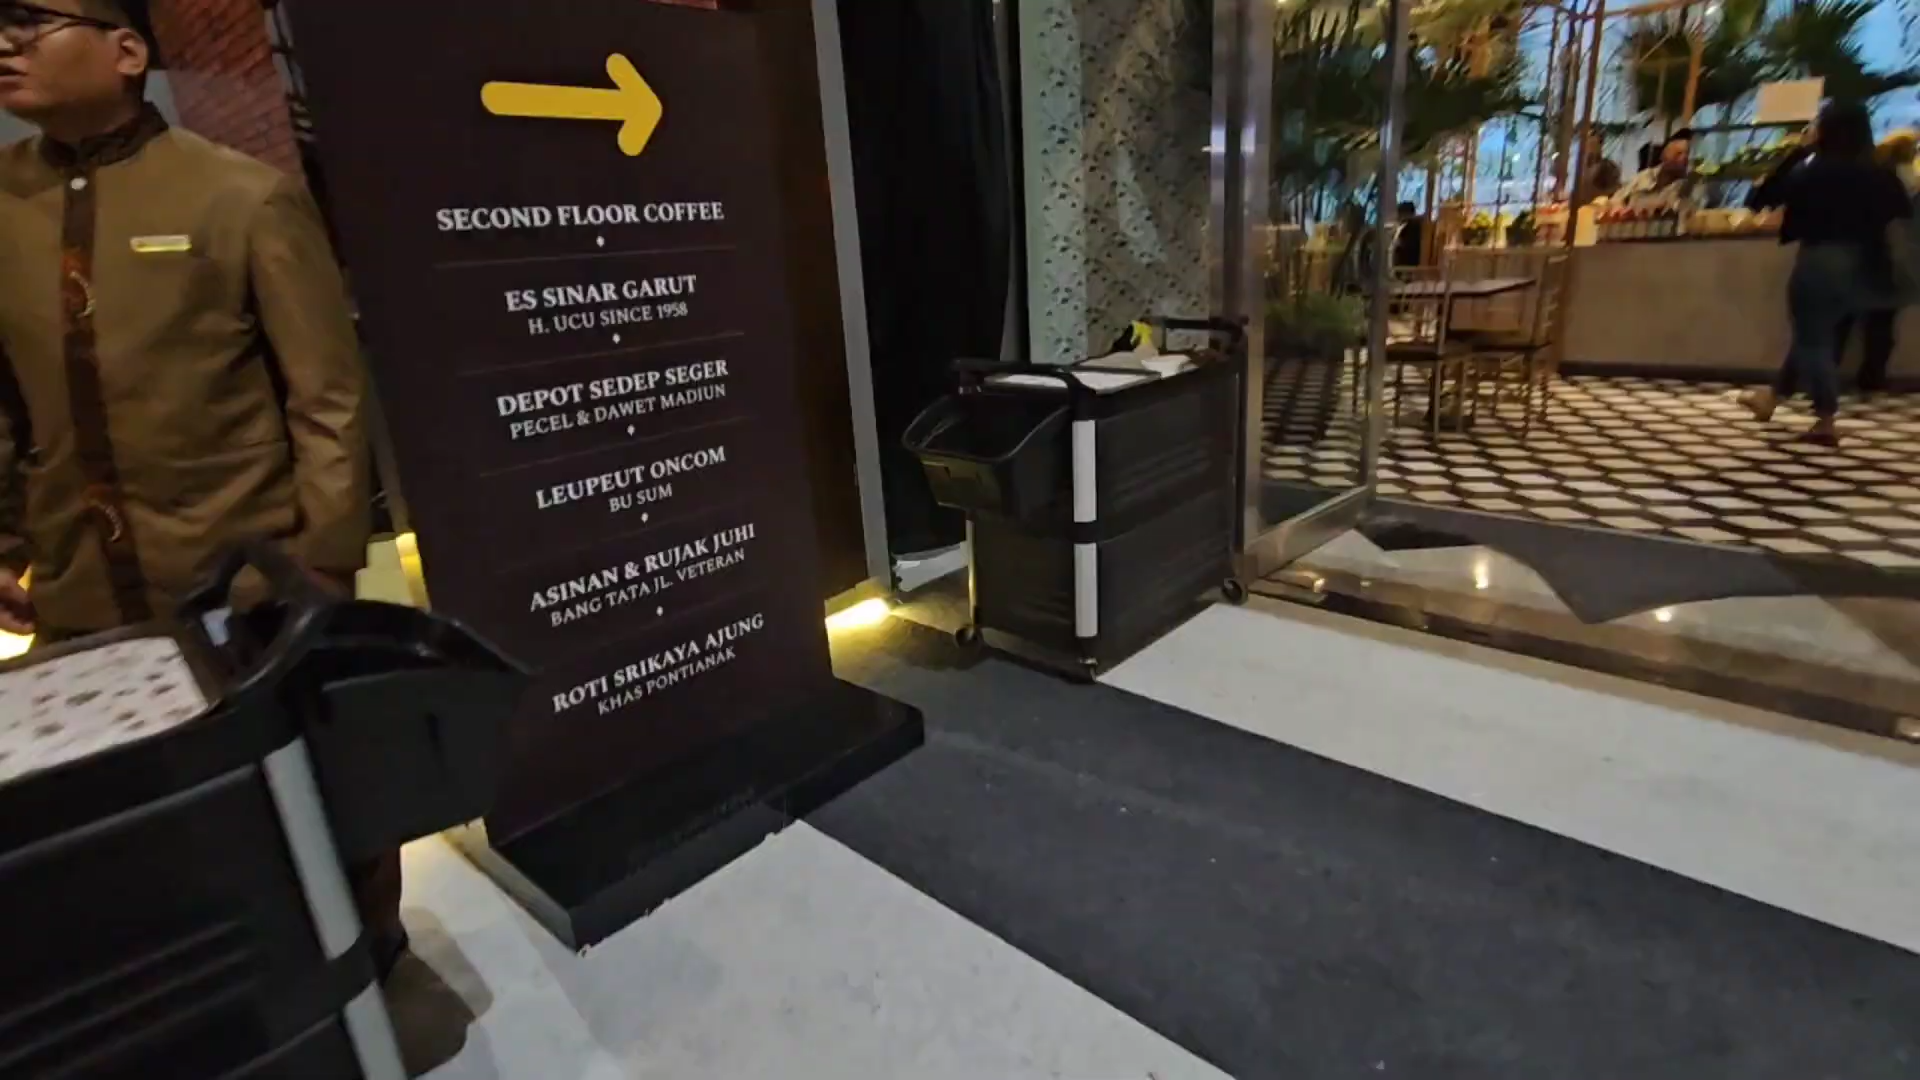 SECOND FLOOR COFFEE
ES SINAR GARUT
H. UCU SINCE 1958
DEPOT SEDEP SEGER
PECEL & DAWET MADIUN
LEUPEUT ONCOM
BU SUM
ASINAN & RUJAK JUHI
BANG TATA JL. VETERAN
ROTI SRIKAYA AJUNG
KHAS PONTIANAK